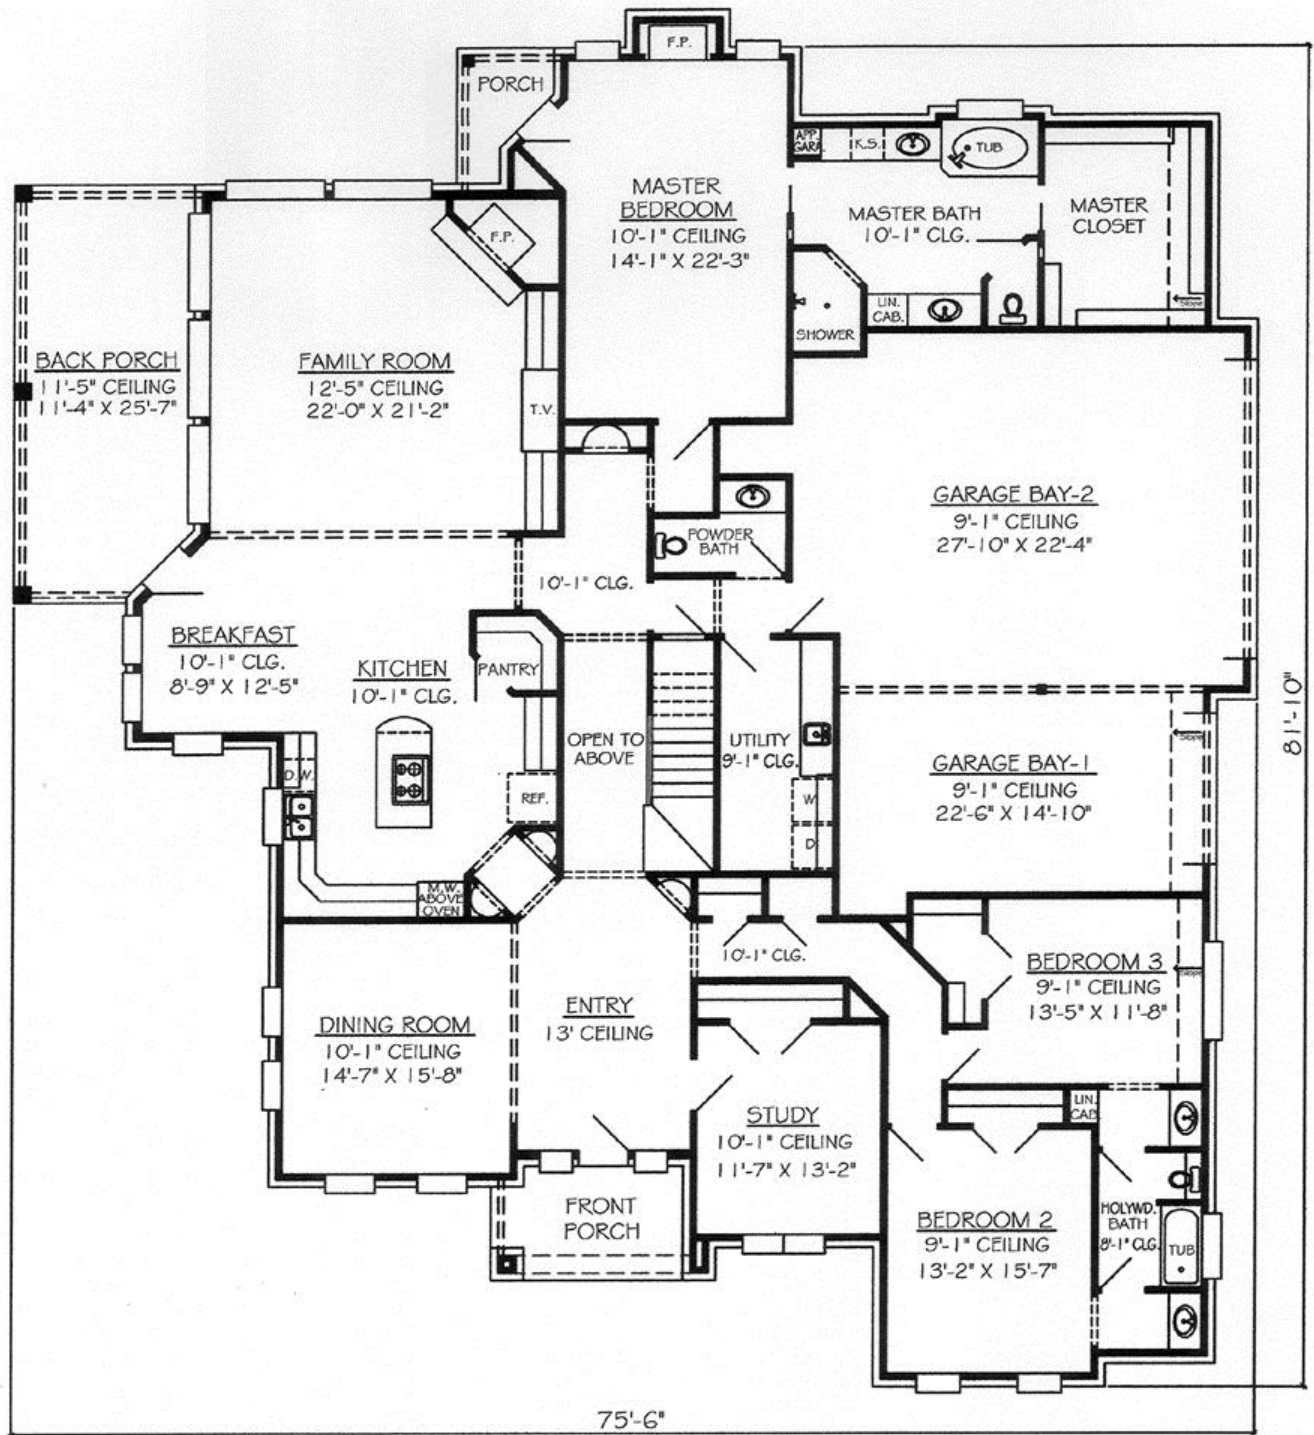 F.P.
PORCH
APP.
GARA.
K.S.
TUB
MASTER
BEDROOM
10'-1" CEILING
14'-1" X 22'-3"
MASTER BATH
10'-1" CLG.
MASTER
CLOSET
F.P.
LIN.
CAB.
SHOWER
Slope
BACK PORCH
11'-5" CEILING
11'-4" X 25'-7"
FAMILY ROOM
12'-5" CEILING
22'-0" X 21'-2"
T.V.
GARAGE BAY-2
9'-1" CEILING
27'-10" X 22'-4"
POWDER
BATH
10'-1" CLG.
BREAKFAST
10'-1" CLG.
8'-9" X 12'-5"
KITCHEN
10'-1" CLG.
PANTRY
OPEN TO
ABOVE
UTILITY
9'-1" CLG.
Slope
GARAGE BAY-1
9'-1" CEILING
22'-6" X 14'-10"
81'-10"
D.W.
REF.
W
D
M.W.
ABOVE
OVEN
10'-1" CLG.
BEDROOM 3
9'-1" CEILING
13'-5" X 11'-8"
Slope
ENTRY
13' CEILING
DINING ROOM
10'-1" CEILING
14'-7" X 15'-8"
STUDY
10'-1" CEILING
11'-7" X 13'-2"
LIN.
CAB.
FRONT
PORCH
BEDROOM 2
9'-1" CEILING
13'-2" X 15'-7"
HOLYWD.
BATH
8'-1" CLG.
TUB
75'-6"